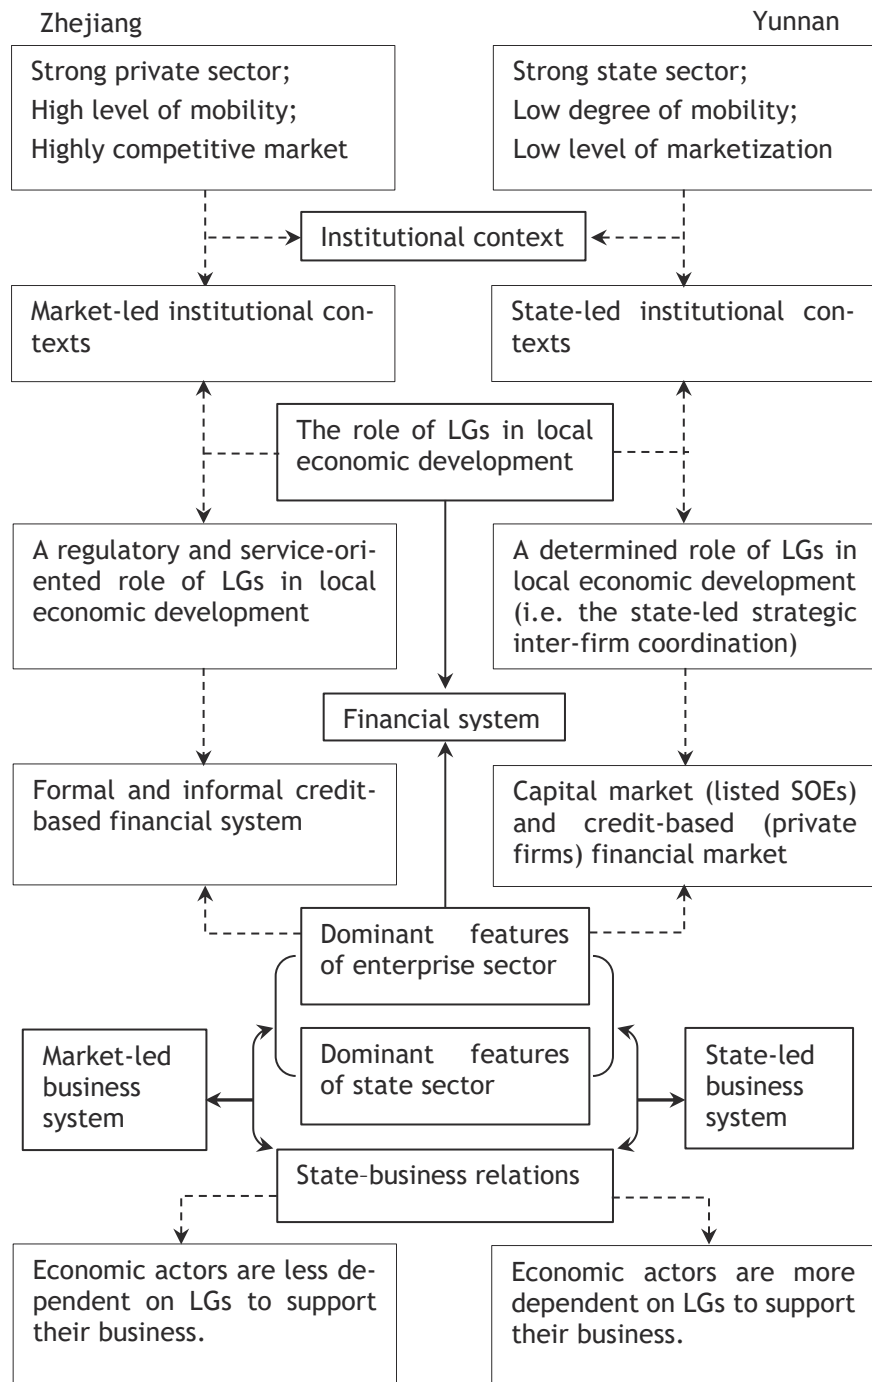 Zhejiang
Yunnan
Strong private sector;
High level of mobility;
Highly competitive market
Strong state sector;
Low degree of mobility;
Low level of marketization
Institutional context
Market-led institutional con-
texts
State-led institutional con-
texts
The role of LGs in local
economic development
A regulatory and service-ori-
ented role of LGs in local
economic development
A determined role of LGs in
local economic development
(i.e. the state-led strategic
inter-firm coordination)
Financial system
Formal and informal credit-
based financial system
Capital market (listed SOEs)
and credit-based (private
firms) financial market
Dominant features
of enterprise sector
Market-led
business
system
Dominant features
of state sector
State-led
business
system
State–business relations
Economic actors are less de-
pendent on LGs to support
their business.
Economic actors are more
dependent on LGs to support
their business.